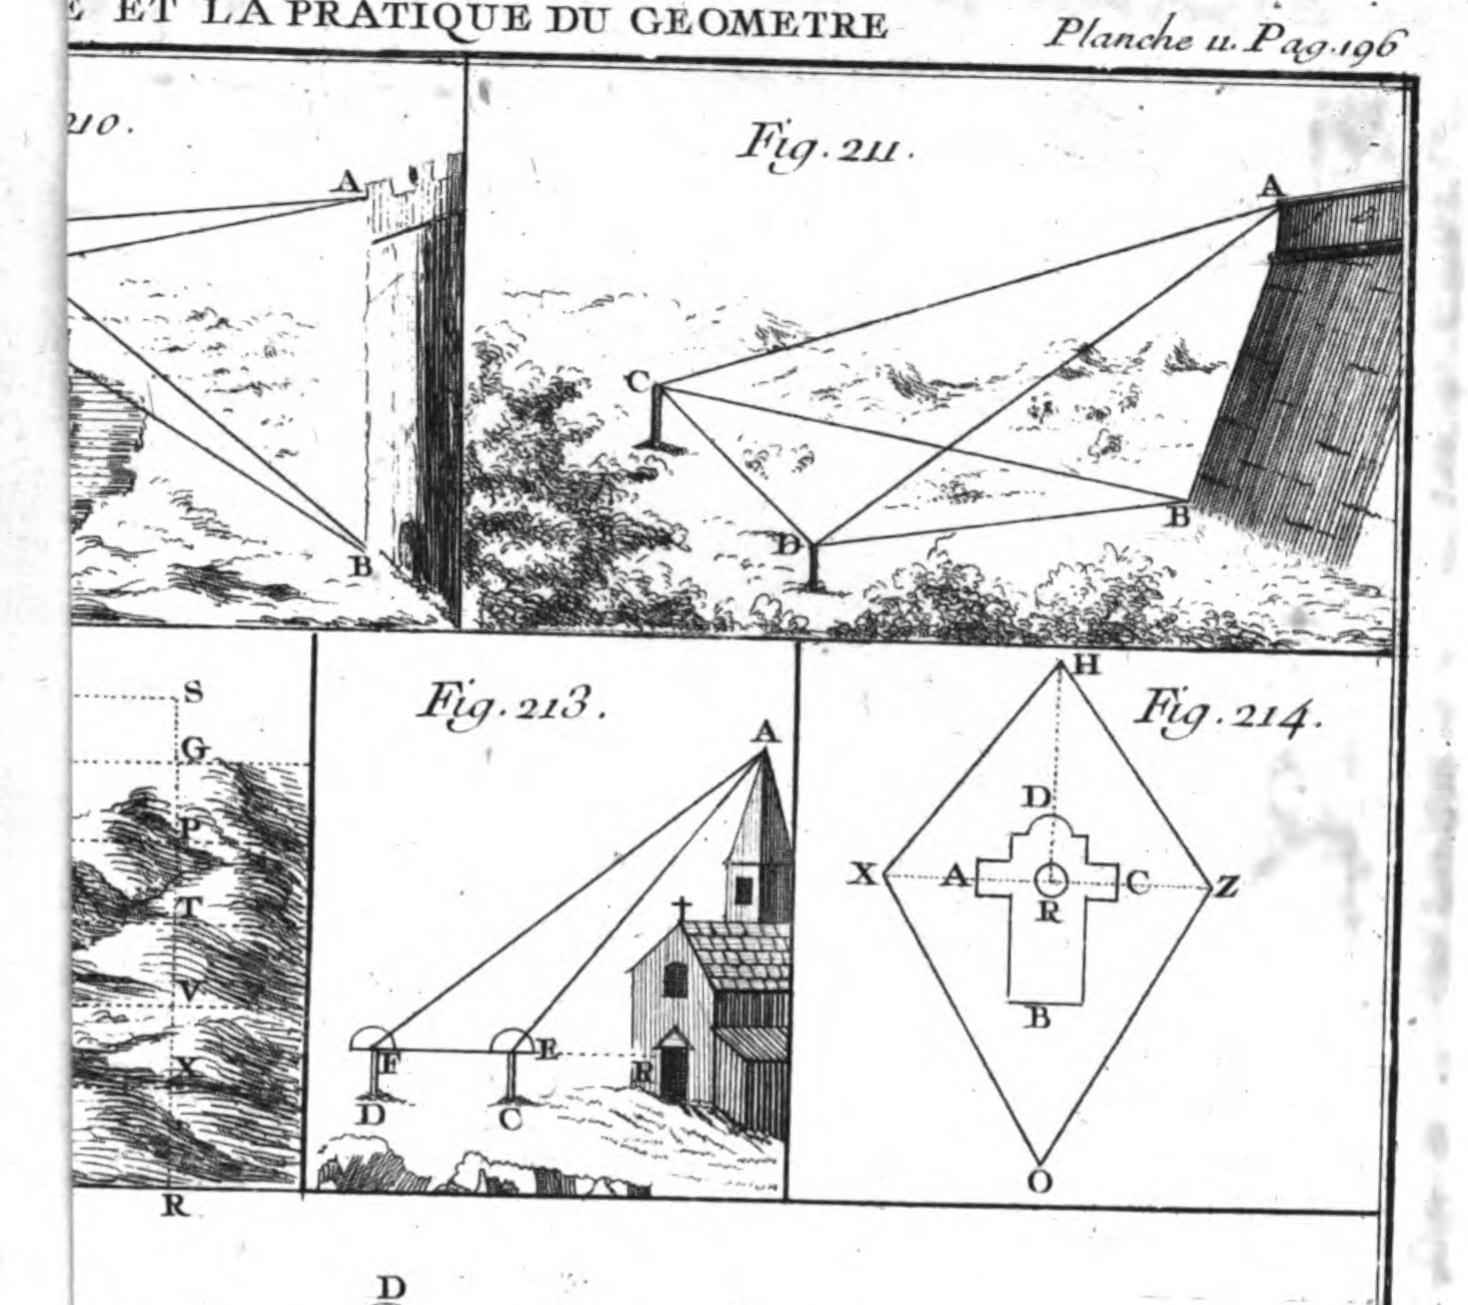 ET LA PRATIQUE DU GEOMETRE
Planche 11. Pag. 196
210.
A
B
Fig. 211.
A
C
D
B
S
G
P
T
V
X
R
Fig. 213.
A
F
E
R
D
C
Fig. 214.
H
D
X
A
C
Z
R
B
O
D